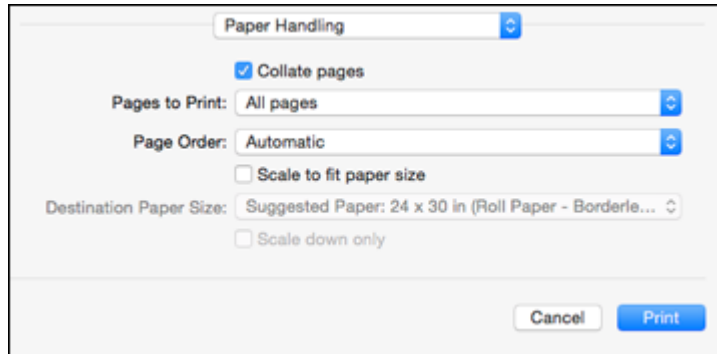 Paper Handling
Collate pages
Pages to Print: All pages
Page Order: Automatic
Scale to fit paper size
Destination Paper Size: Suggested Paper: 24 x 30 in (Roll Paper - Borderle...
Scale down only
Cancel Print